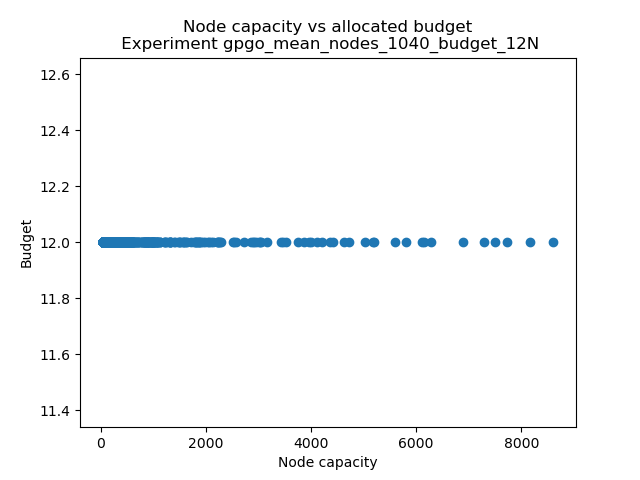 Node capacity vs allocated budget
Experiment gpgo_mean_nodes_1040_budget_12N
12.6
12.4
12.2
12.0
11.8
11.6
11.4
Budget
0 2000 4000 6000 8000
Node capacity